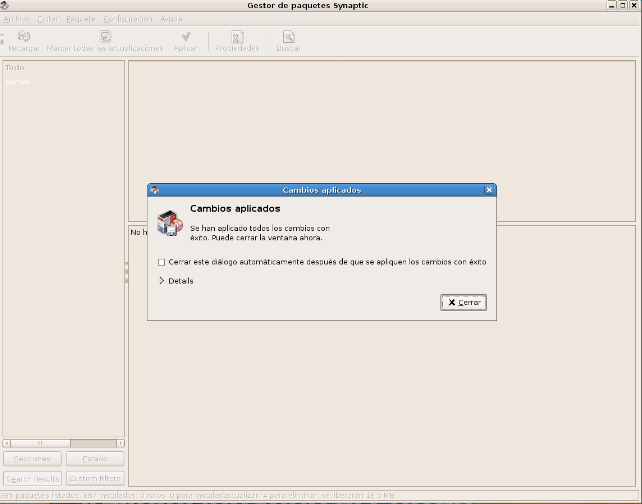 Gestor de paquetes Synaptic
Archivo Editar Paquete Configuración Ayuda
Recargar Marcar todas las actualizaciones Aplicar Propiedades Buscar
Todo
games
No h
Cambios aplicados
Cambios aplicados
Se han aplicado todos los cambios con
éxito. Puede cerrar la ventana ahora.
Cerrar este diálogo automáticamente después de que se apliquen los cambios con éxito
Details
Cerrar
Secciones Estado
Search Results Custom Filters
385 paquetes listados, 887 instalados, 0 rotos, 0 para instalar/actualizar, 4 para eliminar; se liberarán 19,5 MB